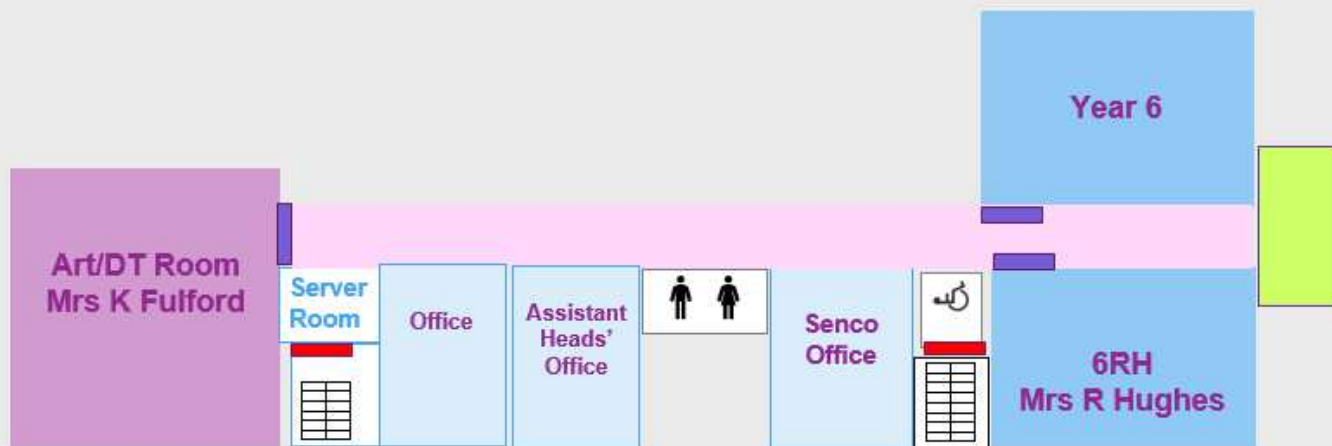 Year 6
Art/DT Room
Mrs K Fulford
Server
Room
Office
Assistant
Heads'
Office
Senco
Office
6RH
Mrs R Hughes